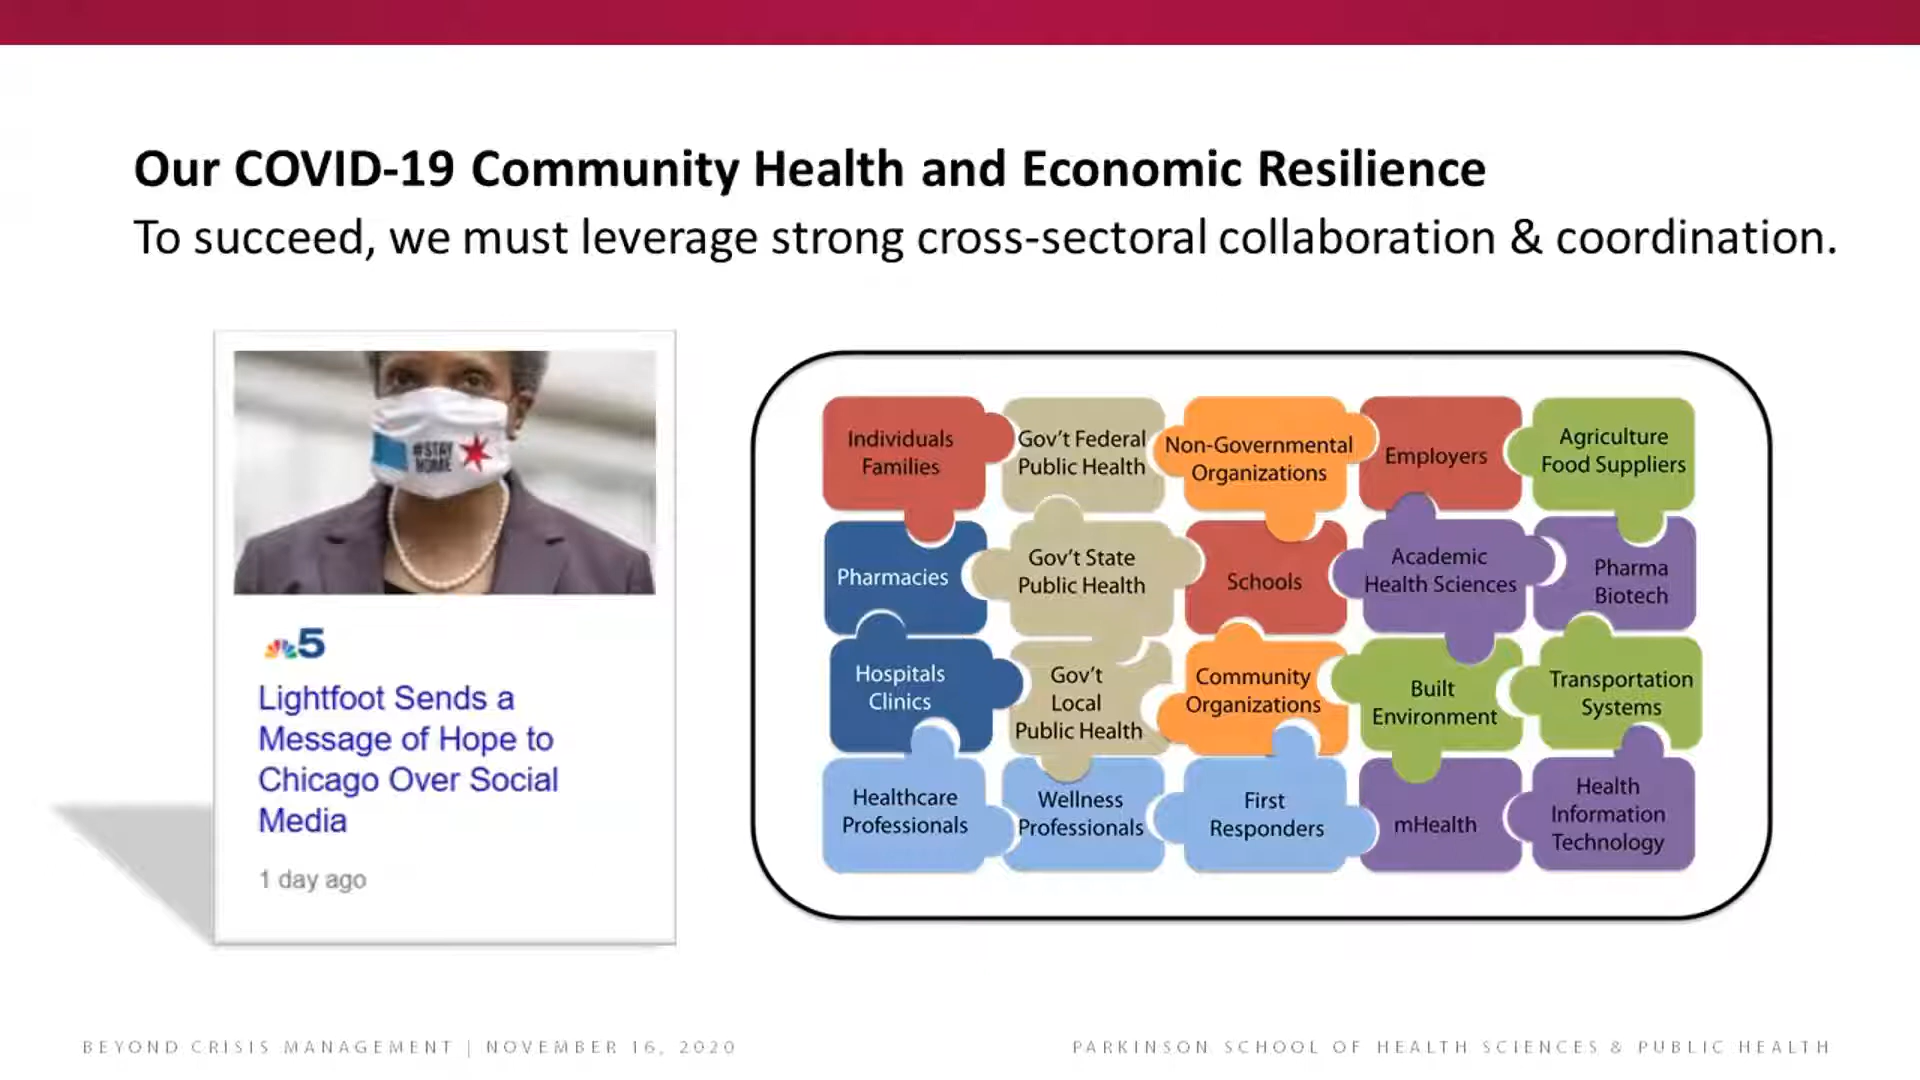 Our COVID-19 Community Health and Economic Resilience
To succeed, we must leverage strong cross-sectoral collaboration & coordination.
#STAY
HOME
5
Lightfoot Sends a
Message of Hope to
Chicago Over Social
Media
1 day ago
Individuals
Families
Gov't Federal
Public Health
Non-Governmental
Organizations
Employers
Agriculture
Food Suppliers
Pharmacies
Gov't State
Public Health
Schools
Academic
Health Sciences
Pharma
Biotech
Hospitals
Clinics
Gov't
Local
Public Health
Community
Organizations
Built
Environment
Transportation
Systems
Healthcare
Professionals
Wellness
Professionals
First
Responders
mHealth
Health
Information
Technology
BEYOND CRISIS MANAGEMENT | NOVEMBER 16, 2020
PARKINSON SCHOOL OF HEALTH SCIENCES & PUBLIC HEALTH